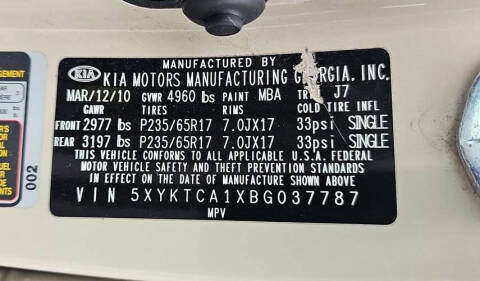 MANUFACTURED BY
KIA KIA MOTORS MANUFACTURING GEORGIA, INC.
MAR/12/10 GVWR 4960 lbs PAINT MBA J7
GAWR TIRES RIMS COLD TIRE INFL
FRONT 2977 lbs P235/65R17 7.0JX17 33psi SINGLE
REAR 3197 lbs P235/65R17 7.0JX17 33psi SINGLE
THIS VEHICLE CONFORMS TO ALL APPLICABLE U.S.A. FEDERAL
MOTOR VEHICLE SAFETY AND THEFT PREVENTION STANDARDS
IN EFFECT ON THE DATE OF MANUFACTURE SHOWN ABOVE
VIN 5XYKTCA1XBG037787
MPV
002